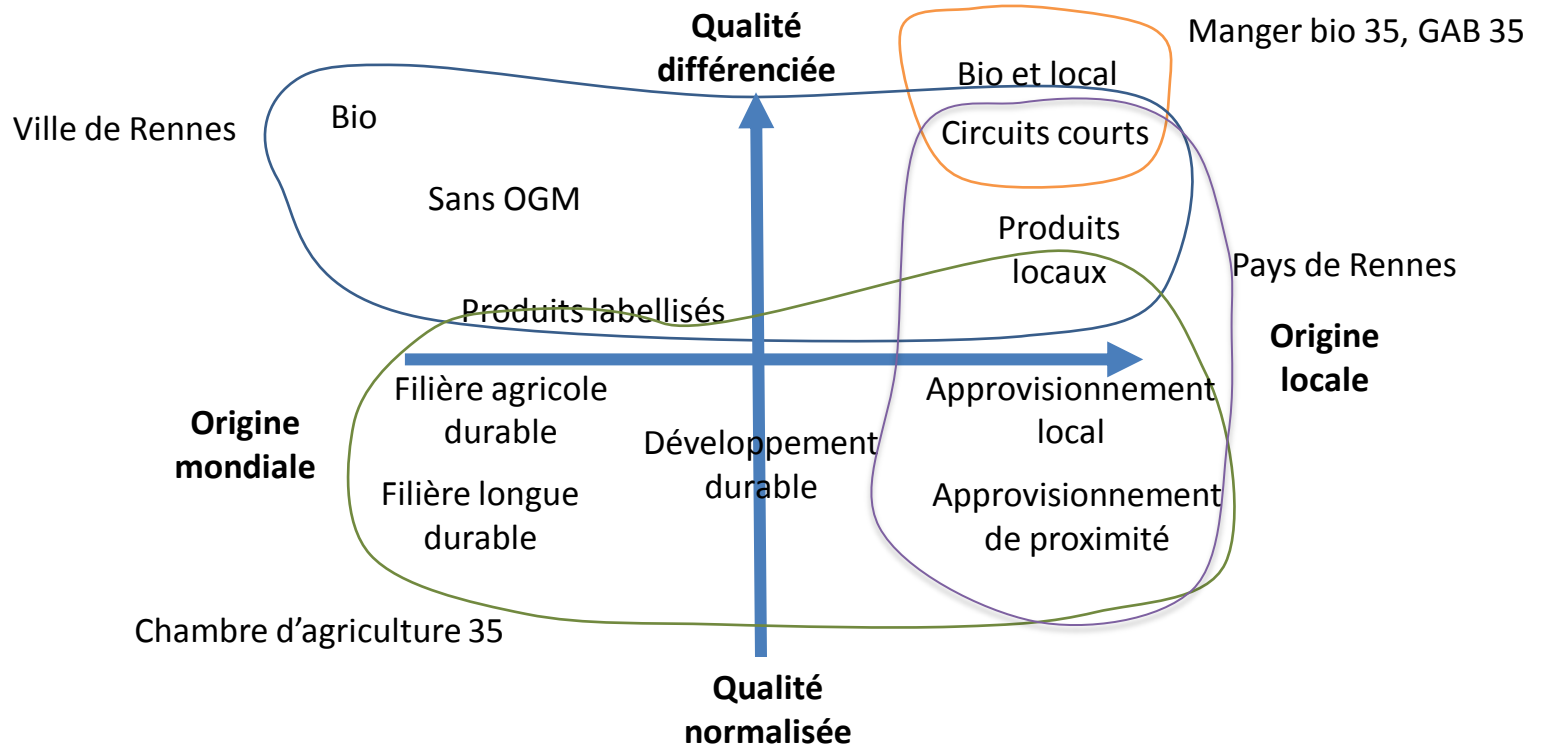 Qualité
différenciée
Manger bio 35, GAB 35
Bio et local
Ville de Rennes
Bio
Circuits courts
Sans OGM
Produits
locaux
Pays de Rennes
Produits labellisés
Origine
locale
Filière agricole
durable
Approvisionnement
local
Origine
mondiale
Développement
durable
Filière longue
durable
Approvisionnement
de proximité
Chambre d’agriculture 35
Qualité
normalisée